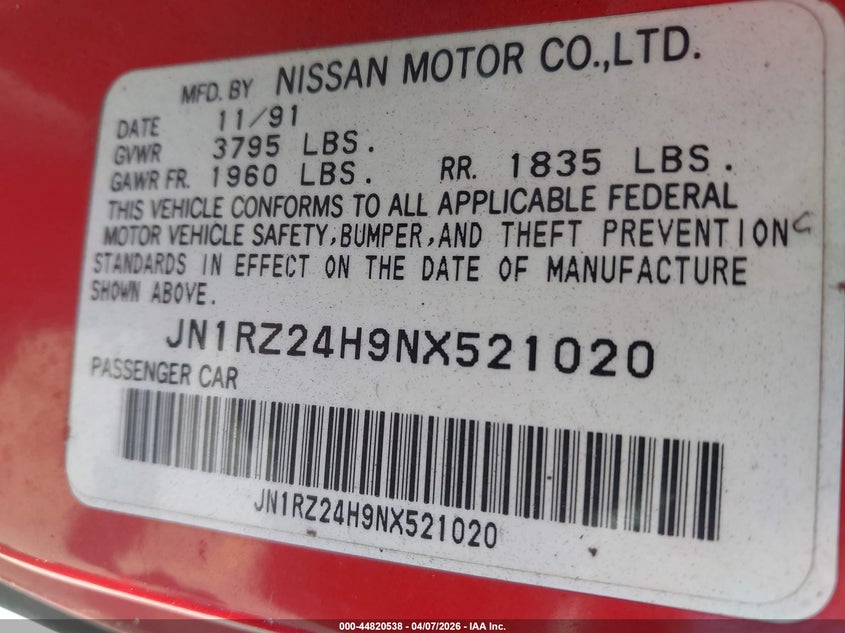 MFD. BY NISSAN MOTOR CO.,LTD.
DATE 11/91
GVWR 3795 LBS.
GAWR FR. 1960 LBS. RR. 1835 LBS.
THIS VEHICLE CONFORMS TO ALL APPLICABLE FEDERAL
MOTOR VEHICLE SAFETY,BUMPER,AND THEFT PREVENTION
STANDARDS IN EFFECT ON THE DATE OF MANUFACTURE
SHOWN ABOVE.
JN1RZ24H9NX521020
PASSENGER CAR
JN1RZ24H9NX521020
000-44820538 - 04/07/2026 - IAA Inc.